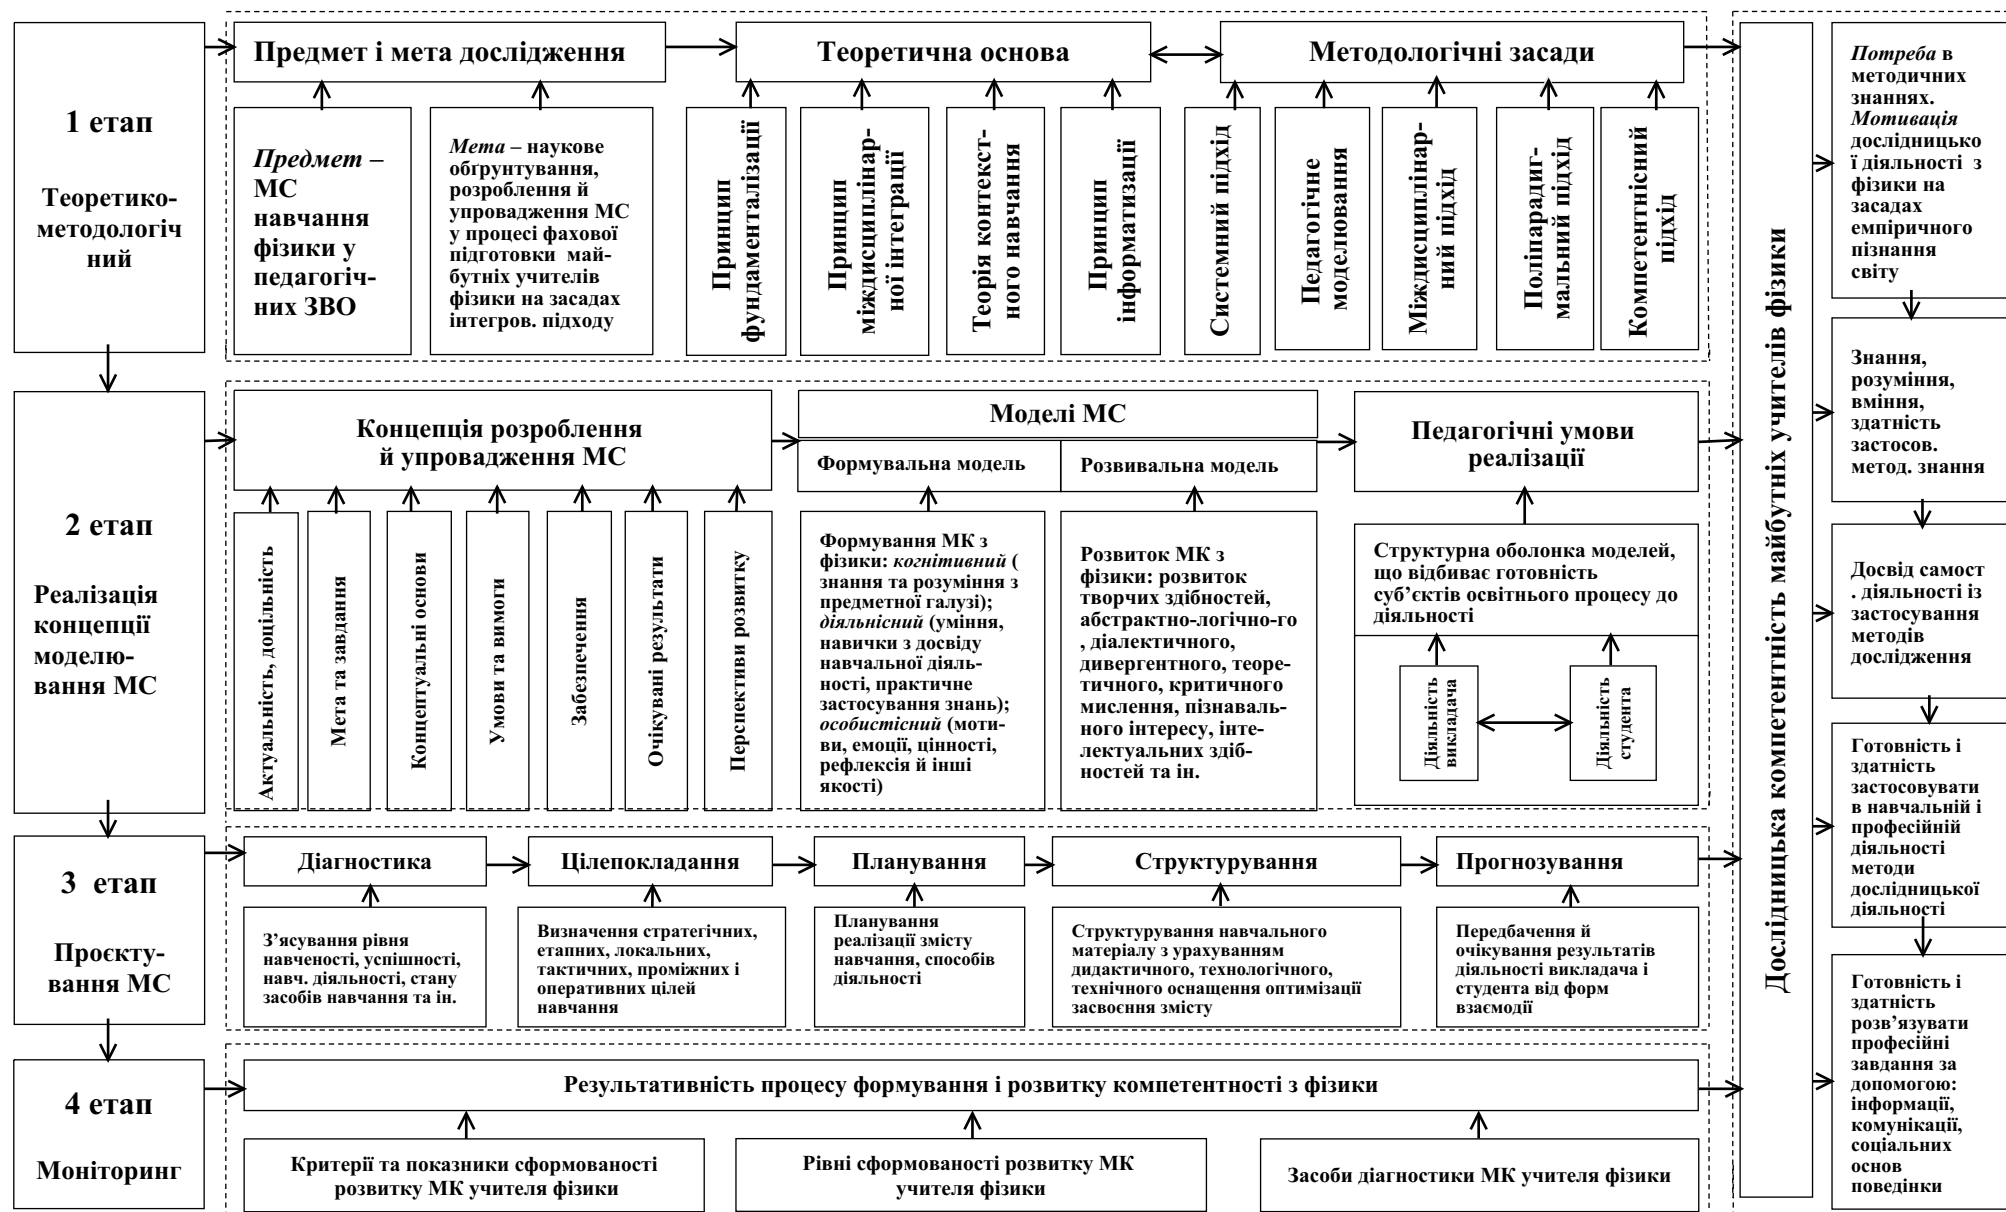 1 етап
Теоретико-
методологіч
ний
Предмет і мета дослідження
Теоретична основа
Методологічні засади
Предмет –
МС
навчання
фізики у
педагогіч-
них ЗВО
Мета – наукове
обґрунтування,
розроблення й
упровадження МС
у процесі фахової
підготовки май-
бутніх учителів
фізики на засадах
інтегров. підходу
Принцип
фундаменталізації
Принцип
міждисциплінар-
ної інтеграції
Теорія контекст-
ного навчання
Принцип
інформатизації
Системний підхід
Педагогічне
моделювання
Міждисциплінар-
ний підхід
Поліпарадиг-
мальний підхід
Компетентнісний
підхід
2 етап
Реалізація
концепції
моделю-
вання МС
Концепція розроблення
й упровадження МС
Моделі МС
Формувальна модель
Розвивальна модель
Педагогічні умови
реалізації
Актуальність, доцільність
Мета та завдання
Концептуальні основи
Умови та вимоги
Забезпечення
Очікувані результати
Перспективи розвитку
Формування МК з
фізики: когнітивний (
знання та розуміння з
предметної галузі);
діяльнісний (уміння,
навички з досвіду
навчальної діяль-
ності, практичне
застосування знань);
особистісний (моти-
ви, емоції, цінності,
рефлексія й інші
якості)
Розвиток МК з
фізики: розвиток
творчих здібностей,
абстрактно-логічно-го
, діалектичного,
дивергентного, теоре-
тичного, критичного
мислення, пізнаваль-
ного інтересу, інте-
лектуальних здіб-
ностей та ін.
Структурна оболонка моделей,
що відбиває готовність
суб’єктів освітнього процесу до
діяльності
Діяльність
викладача
Діяльність
студента
3 етап
Проєкту-
вання МС
Діагностика
Цілепокладання
Планування
Структурування
Прогнозування
З’ясування рівня
навченості, успішності,
навч. діяльності, стану
засобів навчання та ін.
Визначення стратегічних,
етапних, локальних,
тактичних, проміжних і
оперативних цілей
навчання
Планування
реалізації змісту
навчання, способів
діяльності
Структурування навчального
матеріалу з урахуванням
дидактичного, технологічного,
технічного оснащення оптимізації
засвоєння змісту
Передбачення й
очікування результатів
діяльності викладача і
студента від форм
взаємодії
4 етап
Моніторинг
Результативність процесу формування і розвитку компетентності з фізики
Критерії та показники сформованості
розвитку МК учителя фізики
Рівні сформованості розвитку МК
учителя фізики
Засоби діагностики МК учителя фізики
Дослідницька компетентність майбутніх учителів фізики
Потреба в
методичних
знаннях.
Мотивація
дослідницько
ї діяльності з
фізики на
засадах
емпіричного
пізнання
світу
Знання,
розуміння,
вміння,
здатність
застосов.
метод. знання
Досвід самост
. діяльності із
застосування
методів
дослідження
Готовність і
здатність
застосовувати
в навчальній і
професійній
діяльності
методи
дослідницької
діяльності
Готовність і
здатність
розв’язувати
професійні
завдання за
допомогою:
інформації,
комунікації,
соціальних
основ
поведінки